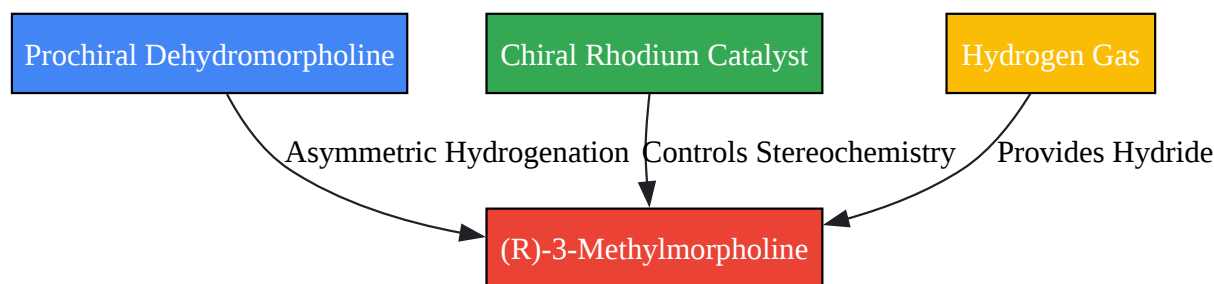 Prochiral Dehydromorpholine
Chiral Rhodium Catalyst
Hydrogen Gas
Asymmetric Hydrogenation
Controls Stereochemistry
Provides Hydride
(R)-3-Methylmorpholine